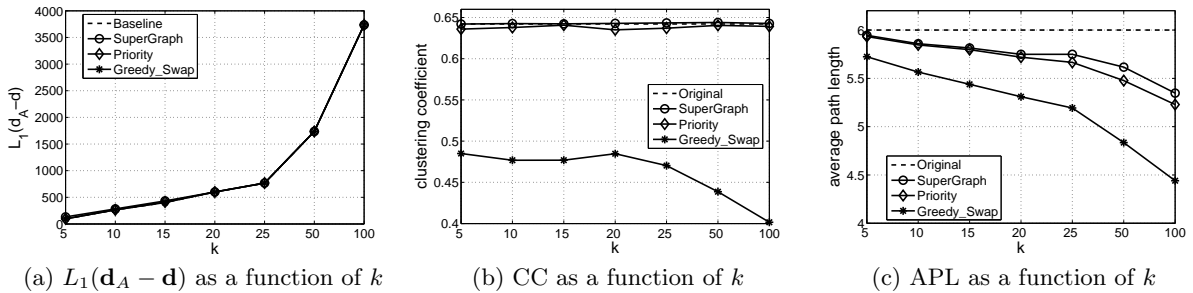 4000
3500
3000
2500
2000
1500
1000
500
0
L₁(d_A−d)
Baseline
SuperGraph
Priority
Greedy_Swap
5 10 15 20 25 50 100
k
(a) L₁(d_A − d) as a function of k
0.65
0.6
0.55
0.5
0.45
0.4
clustering coefficient
Original
SuperGraph
Priority
Greedy_Swap
5 10 15 20 25 50 100
k
(b) CC as a function of k
6
5.5
5
4.5
4
average path length
Original
SuperGraph
Priority
Greedy_Swap
5 10 15 20 25 50 100
k
(c) APL as a function of k